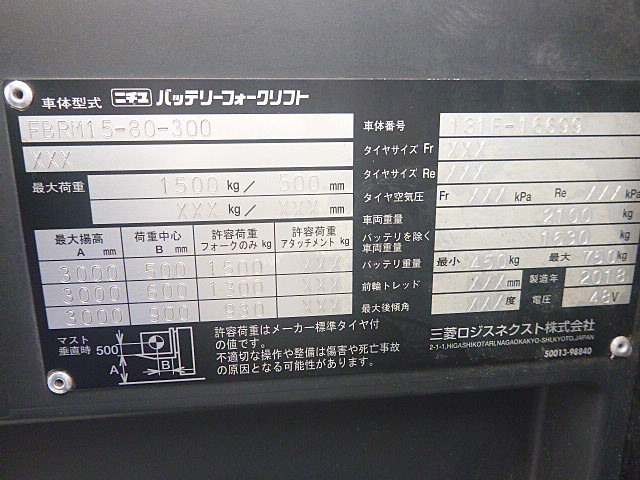 車体型式 ニチユ バッテリーフォークリフト
FBRM15-80-300
XXX
最大荷重 1500 kg / 500 mm
XXX kg / XXX mm
最大揚高 A mm 荷重中心 B mm 許容荷重 フォークのみ kg 許容荷重 アタッチメント kg
3000 500 1500 XXX
3000 600 1300 XXX
3000 900 930 XXX
マスト垂直時 500 A B
許容荷重はメーカー標準タイヤ付
の値です。
不適切な操作や整備は傷害や死亡事故
の原因となる可能性があります。
車体番号
タイヤサイズ Fr XXX
タイヤサイズ Re XXX
タイヤ空気圧 Fr /// kPa Re /// kPa
車両重量 2100 kg
バッテリを除く車両重量 1630 kg
バッテリ重量 最小 450 kg 最大 750 kg
前輪トレッド /// mm 製造年 2018
最大後傾角 /// 度 電圧 48 V
三菱ロジスネクスト株式会社
2-1-1,HIGASHIKOTARI,NAGAOKAKYO-SHI,KYOTO,JAPAN
50013-98840